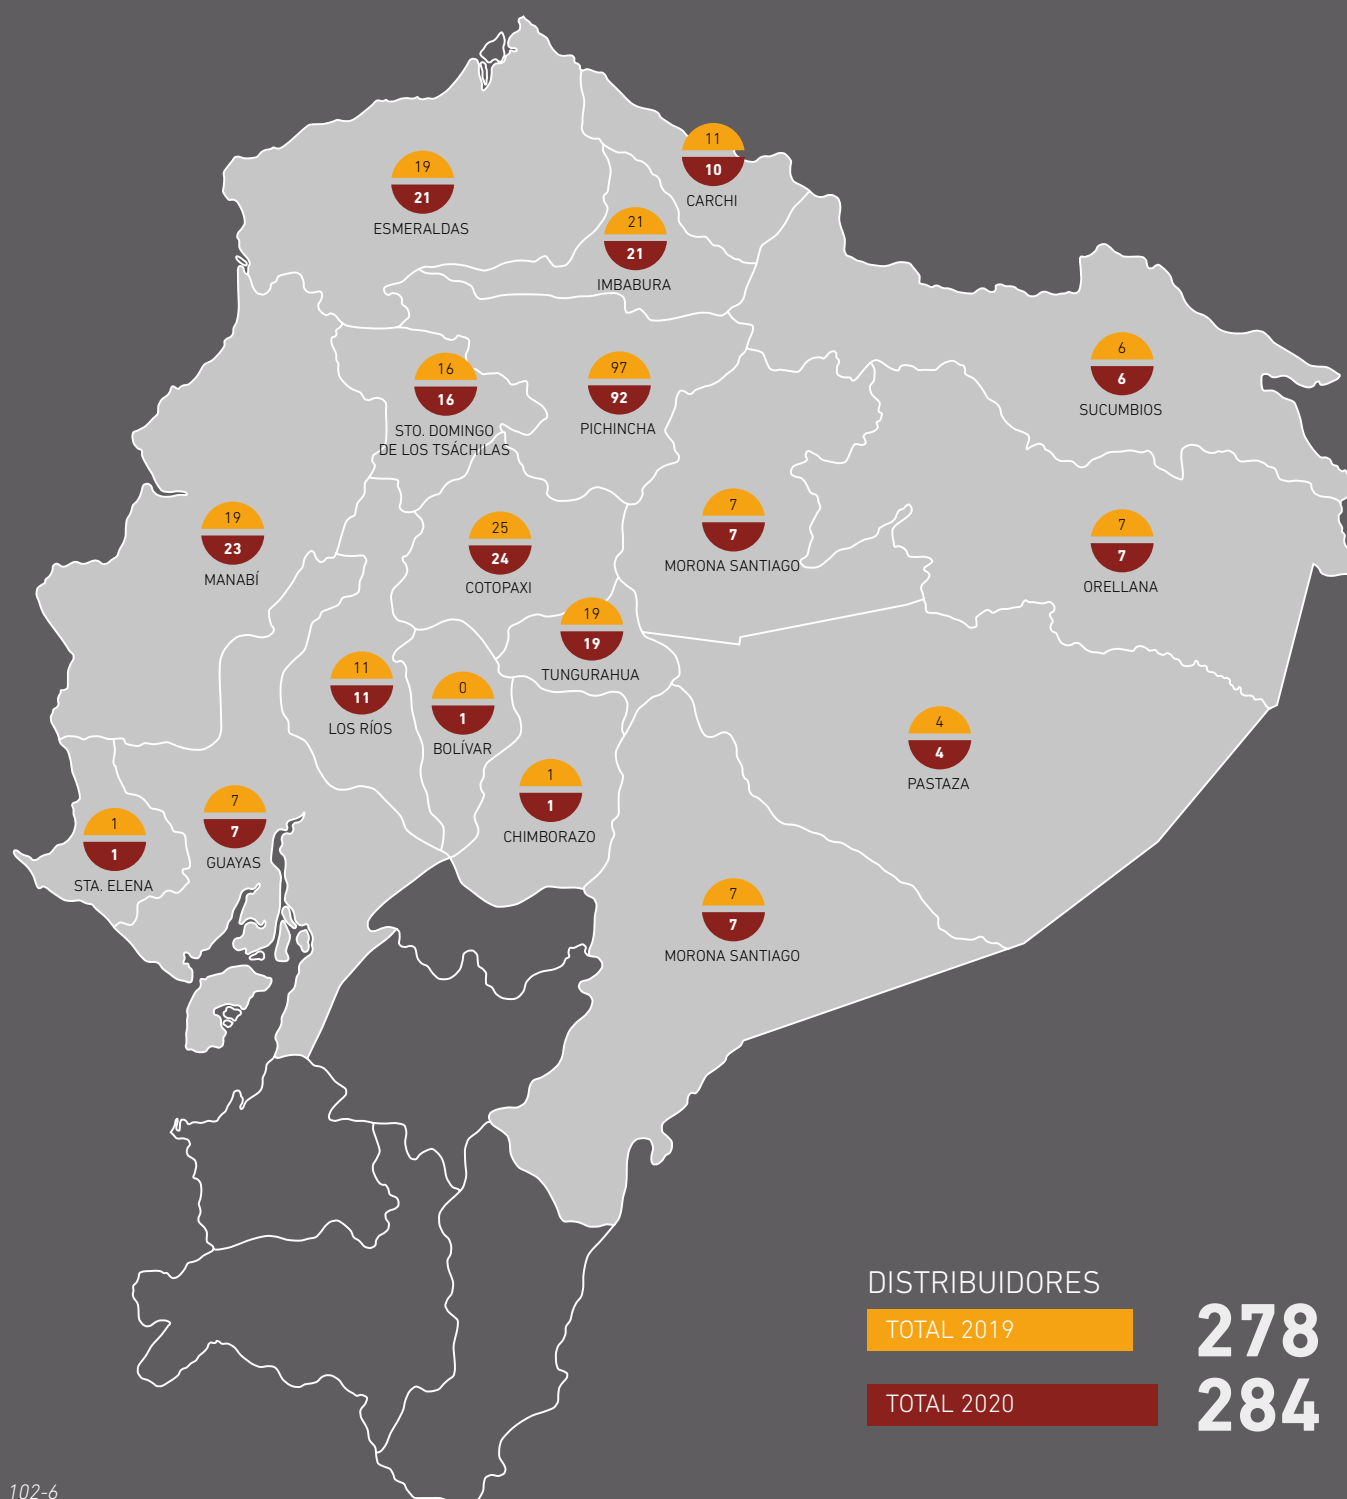 11
10
CARCHI
19
21
ESMERALDAS
21
21
IMBABURA
6
6
SUCUMBIOS
16
16
STO. DOMINGO
DE LOS TSÁCHILAS
97
92
PICHINCHA
19
23
MANABÍ
25
24
COTOPAXI
7
7
MORONA SANTIAGO
7
7
ORELLANA
19
19
TUNGURAHUA
11
11
LOS RÍOS
0
1
BOLÍVAR
4
4
PASTAZA
1
1
CHIMBORAZO
7
7
GUAYAS
1
1
STA. ELENA
7
7
MORONA SANTIAGO
DISTRIBUIDORES
TOTAL 2019 278
TOTAL 2020 284
102-6